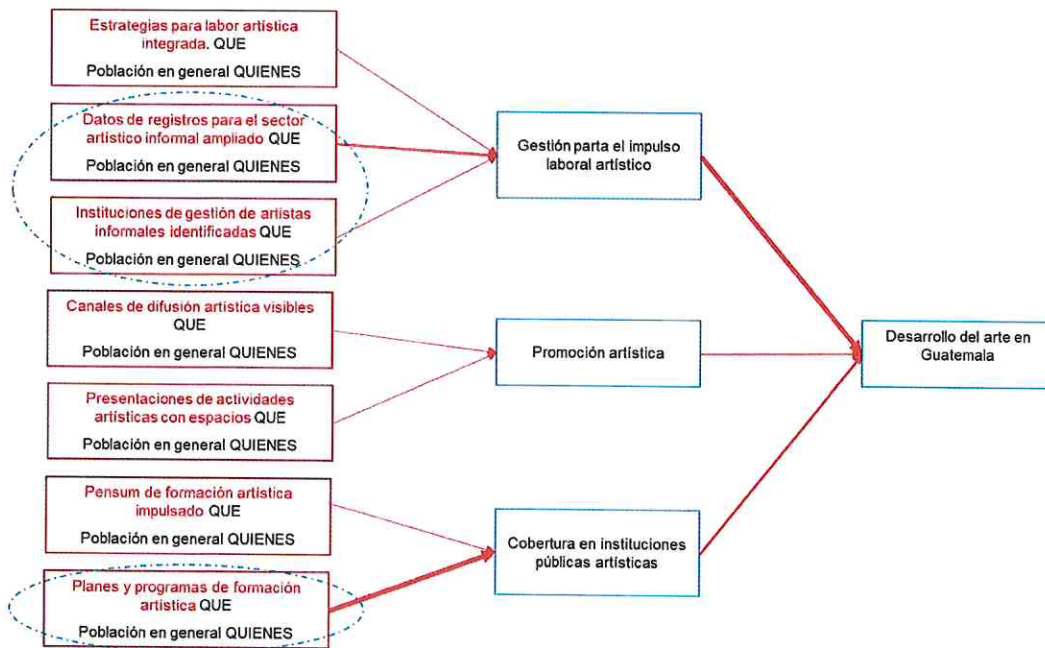 Estrategias para labor artística
integrada. QUE
Población en general QUIENES
Datos de registros para el sector
artístico informal ampliado QUE
Población en general QUIENES
Instituciones de gestión de artistas
informales identificadas QUE
Población en general QUIENES
Canales de difusión artística visibles
QUE
Población en general QUIENES
Presentaciones de actividades
artísticas con espacios QUE
Población en general QUIENES
Pensum de formación artística
impulsado QUE
Población en general QUIENES
Planes y programas de formación
artística QUE
Población en general QUIENES
Gestión parta el impulso
laboral artístico
Promoción artística
Cobertura en instituciones
públicas artísticas
Desarrollo del arte en
Guatemala